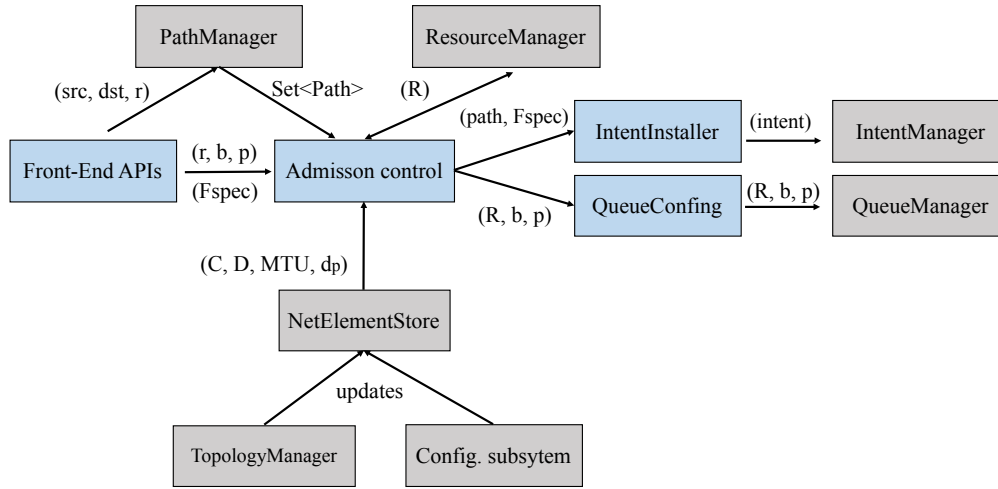 PathManager
ResourceManager
(src, dst, r)
Set<Path>
(R)
(path, Fspec)
IntentInstaller
(intent)
IntentManager
Front-End APIs
(r, b, p)
(Fspec)
Admisson control
(R, b, p)
QueueConfing
(R, b, p)
QueueManager
(C, D, MTU, dp)
NetElementStore
updates
TopologyManager
Config. subsytem